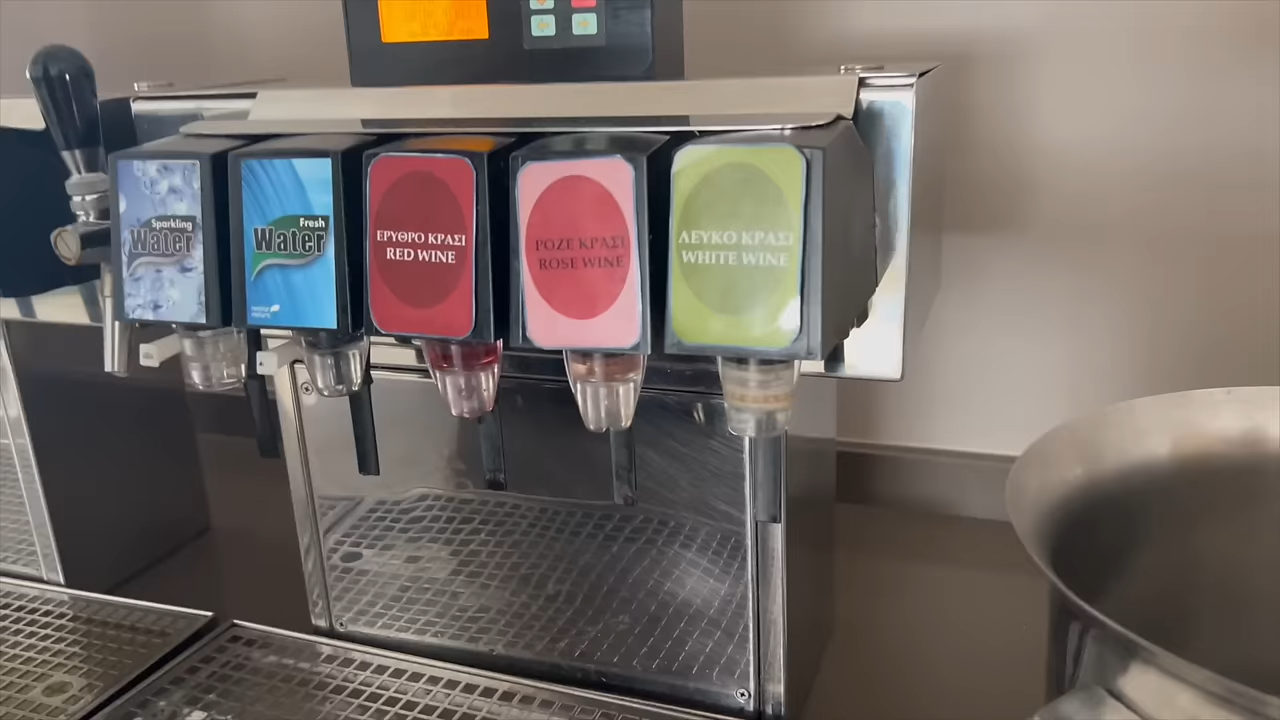 Sparkling
Water
Fresh
Water
ΕΡΥΘΡΟ ΚΡΑΣΙ
RED WINE
ΡΟΖΕ ΚΡΑΣΙ
ROSE WINE
ΛΕΥΚΟ ΚΡΑΣΙ
WHITE WINE